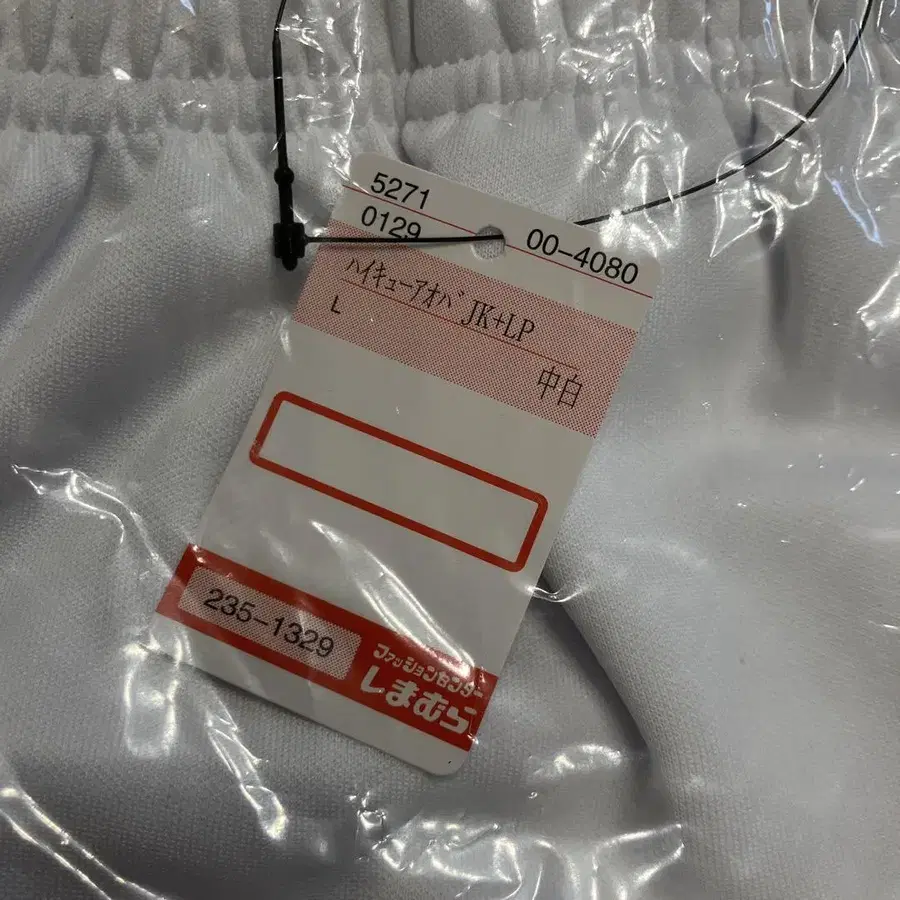 5271
0129
00-4080
ハイキューアオバ JK+LP
L
中白
235-1329
ファッションセンター
しまむら